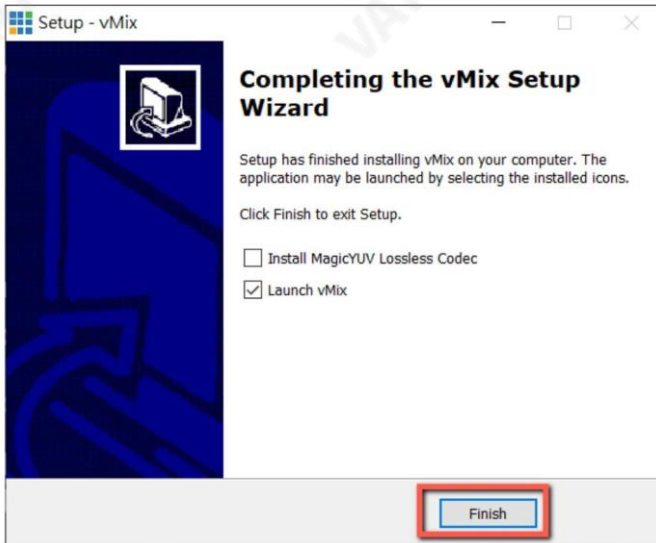 Setup - vMix
Completing the vMix Setup
Wizard
Setup has finished installing vMix on your computer. The
application may be launched by selecting the installed icons.
Click Finish to exit Setup.
Install MagicYUV Lossless Codec
Launch vMix
Finish